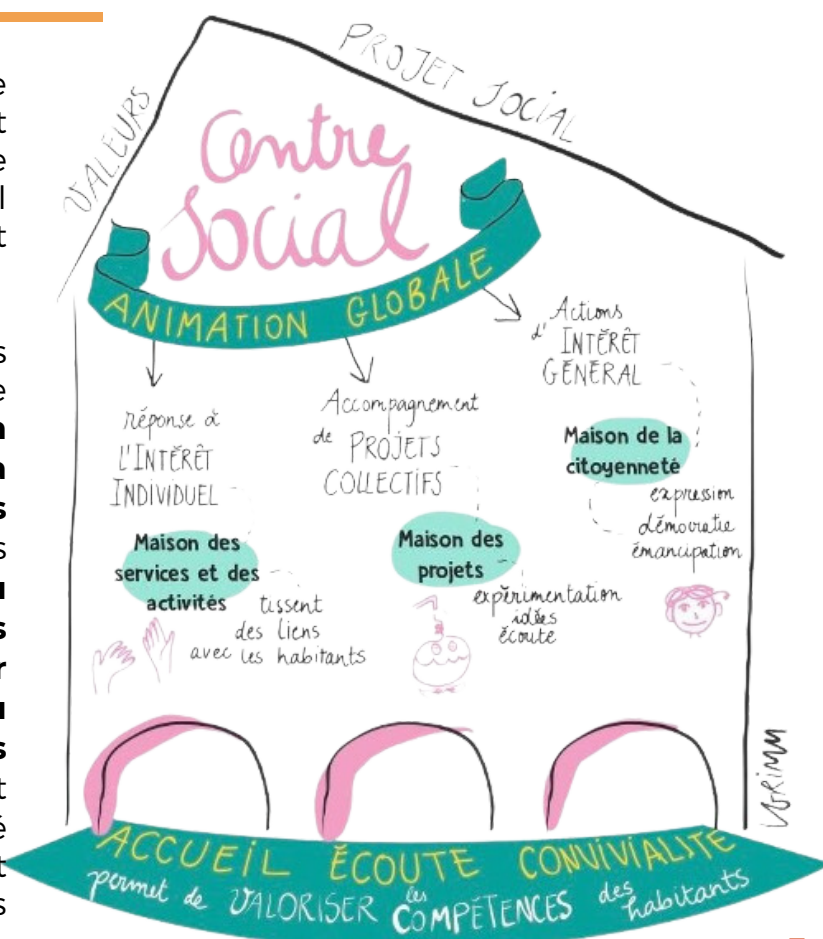 VALEURS
PROJET SOCIAL
Centre
Social
ANIMATION GLOBALE
réponse à
L'INTÉRÊT
INDIVIDUEL
Maison des
services et des
activités
tissent
des liens
avec les habitants
Accompagnement
de PROJETS
COLLECTIFS
Maison des
projets
expérimentation
idées
écoute
Actions
d'INTÉRÊT
GÉNÉRAL
Maison de la
citoyenneté
expression
démocratie
émancipation
ACCUEIL ÉCOUTE CONVIVIALITÉ
permet de VALORISER les COMPÉTENCES des habitants